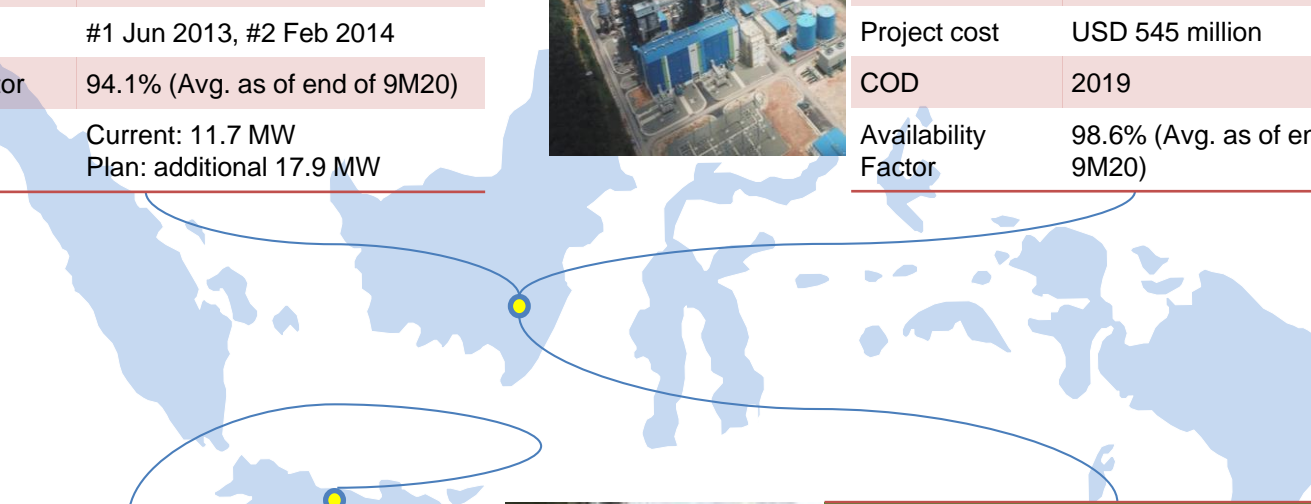 #1 Jun 2013, #2 Feb 2014
or 94.1% (Avg. as of end of 9M20)
Current: 11.7 MW
Plan: additional 17.9 MW
Project cost USD 545 million
COD 2019
Availability 98.6% (Avg. as of
Factor 9M20)